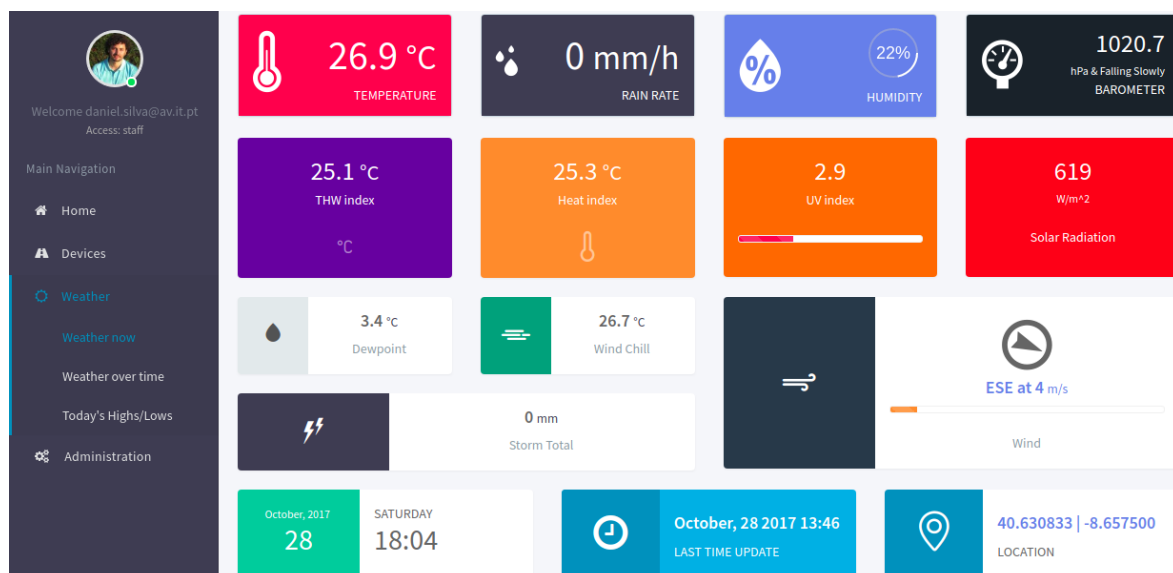 Welcome daniel.silva@av.it.pt
Access: staff
Main Navigation
Home
Devices
Weather
Weather now
Weather over time
Today's Highs/Lows
Administration
26.9 °C
TEMPERATURE
0 mm/h
RAIN RATE
%
22%
HUMIDITY
1020.7
hPa & Falling Slowly
BAROMETER
25.1 °C
THW index
°C
25.3 °C
Heat index
2.9
UV index
619
W/m^2
Solar Radiation
3.4 °C
Dewpoint
26.7 °C
Wind Chill
ESE at 4 m/s
Wind
0 mm
Storm Total
October, 2017
28
SATURDAY
18:04
October, 28 2017 13:46
LAST TIME UPDATE
40.630833 | -8.657500
LOCATION